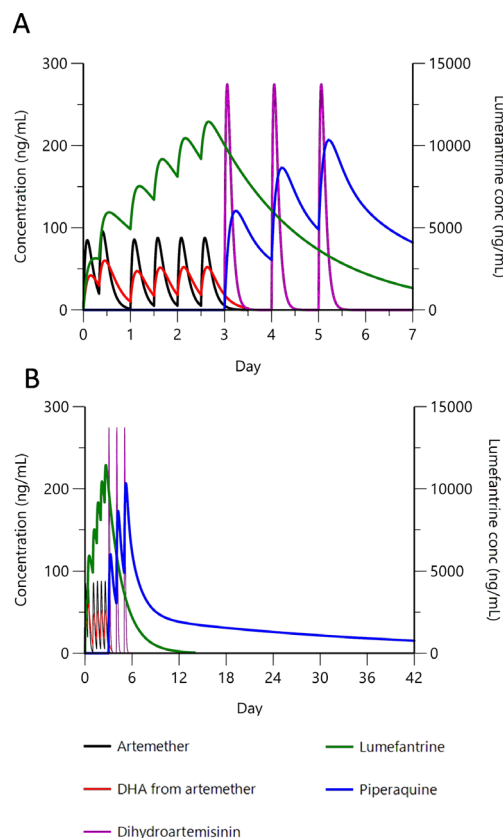 A
300
200
100
0
Concentration (ng/mL)
15000
10000
5000
0
Lumefantrine conc (ng/mL)
0 1 2 3 4 5 6 7
Day
B
300
200
100
0
Concentration (ng/mL)
15000
10000
5000
0
Lumefantrine conc (ng/mL)
0 6 12 18 24 30 36 42
Day
Artemether
Lumefantrine
DHA from artemether
Piperaquine
Dihydroartemisinin